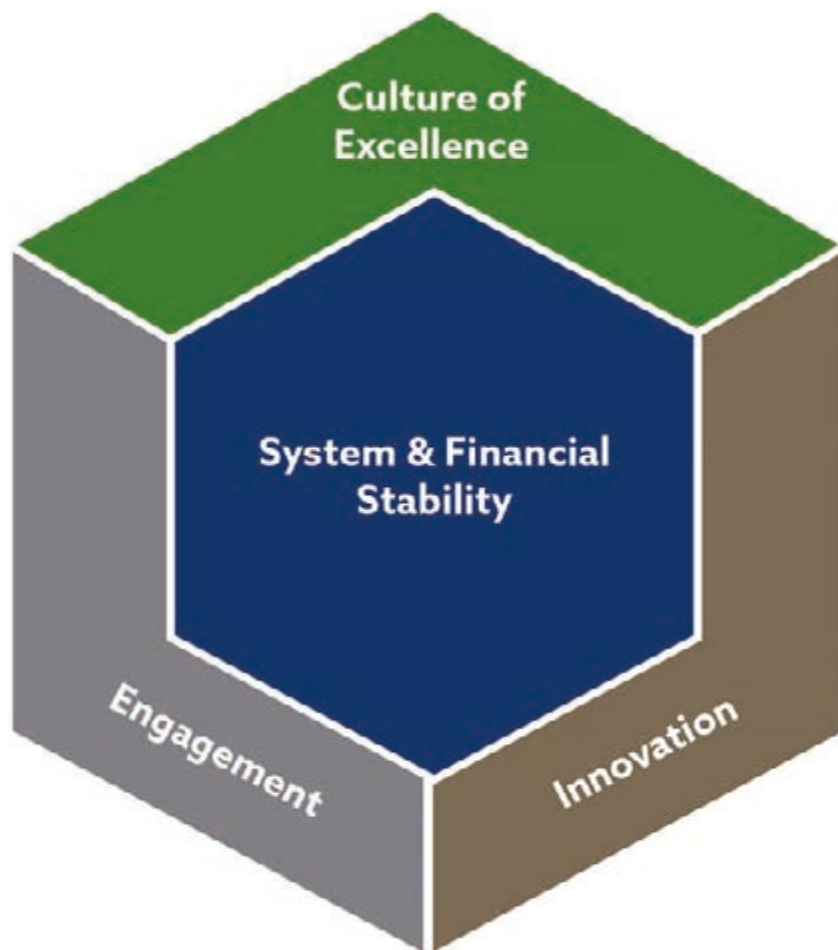 Culture of
Excellence
System & Financial
Stability
Engagement
Innovation